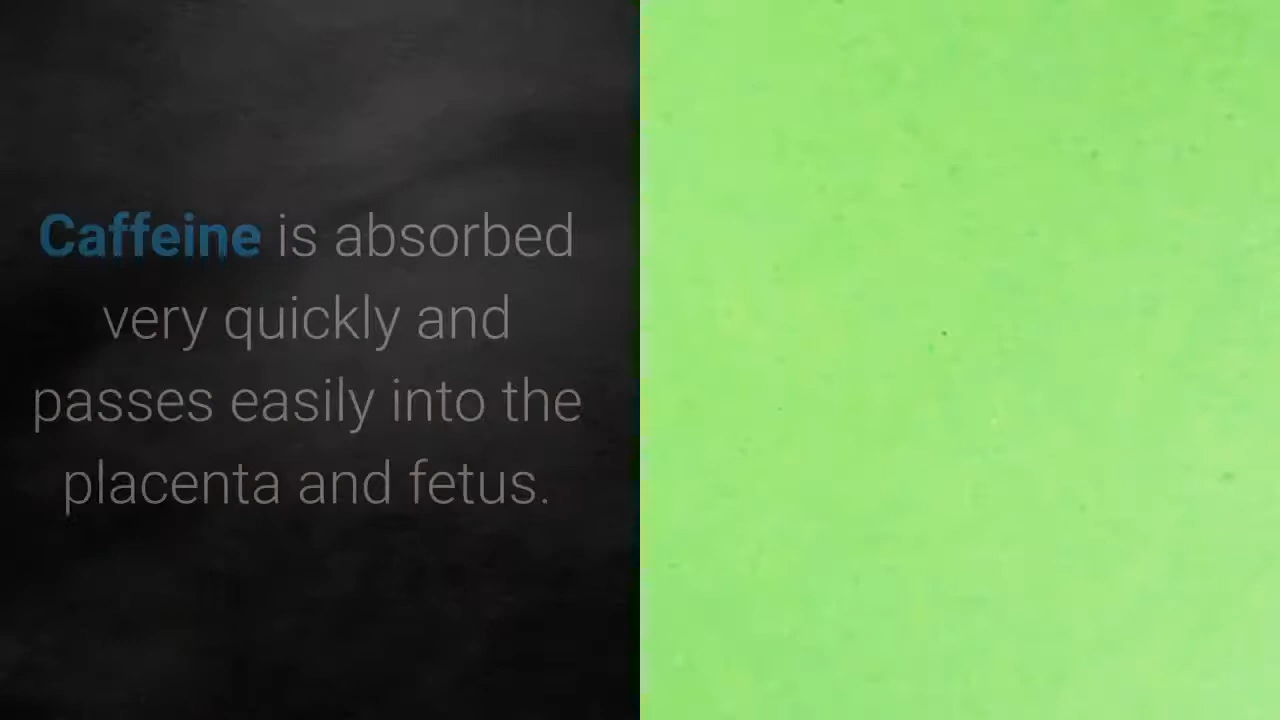 Caffeine is absorbed
very quickly and
passes easily into the
placenta and fetus.